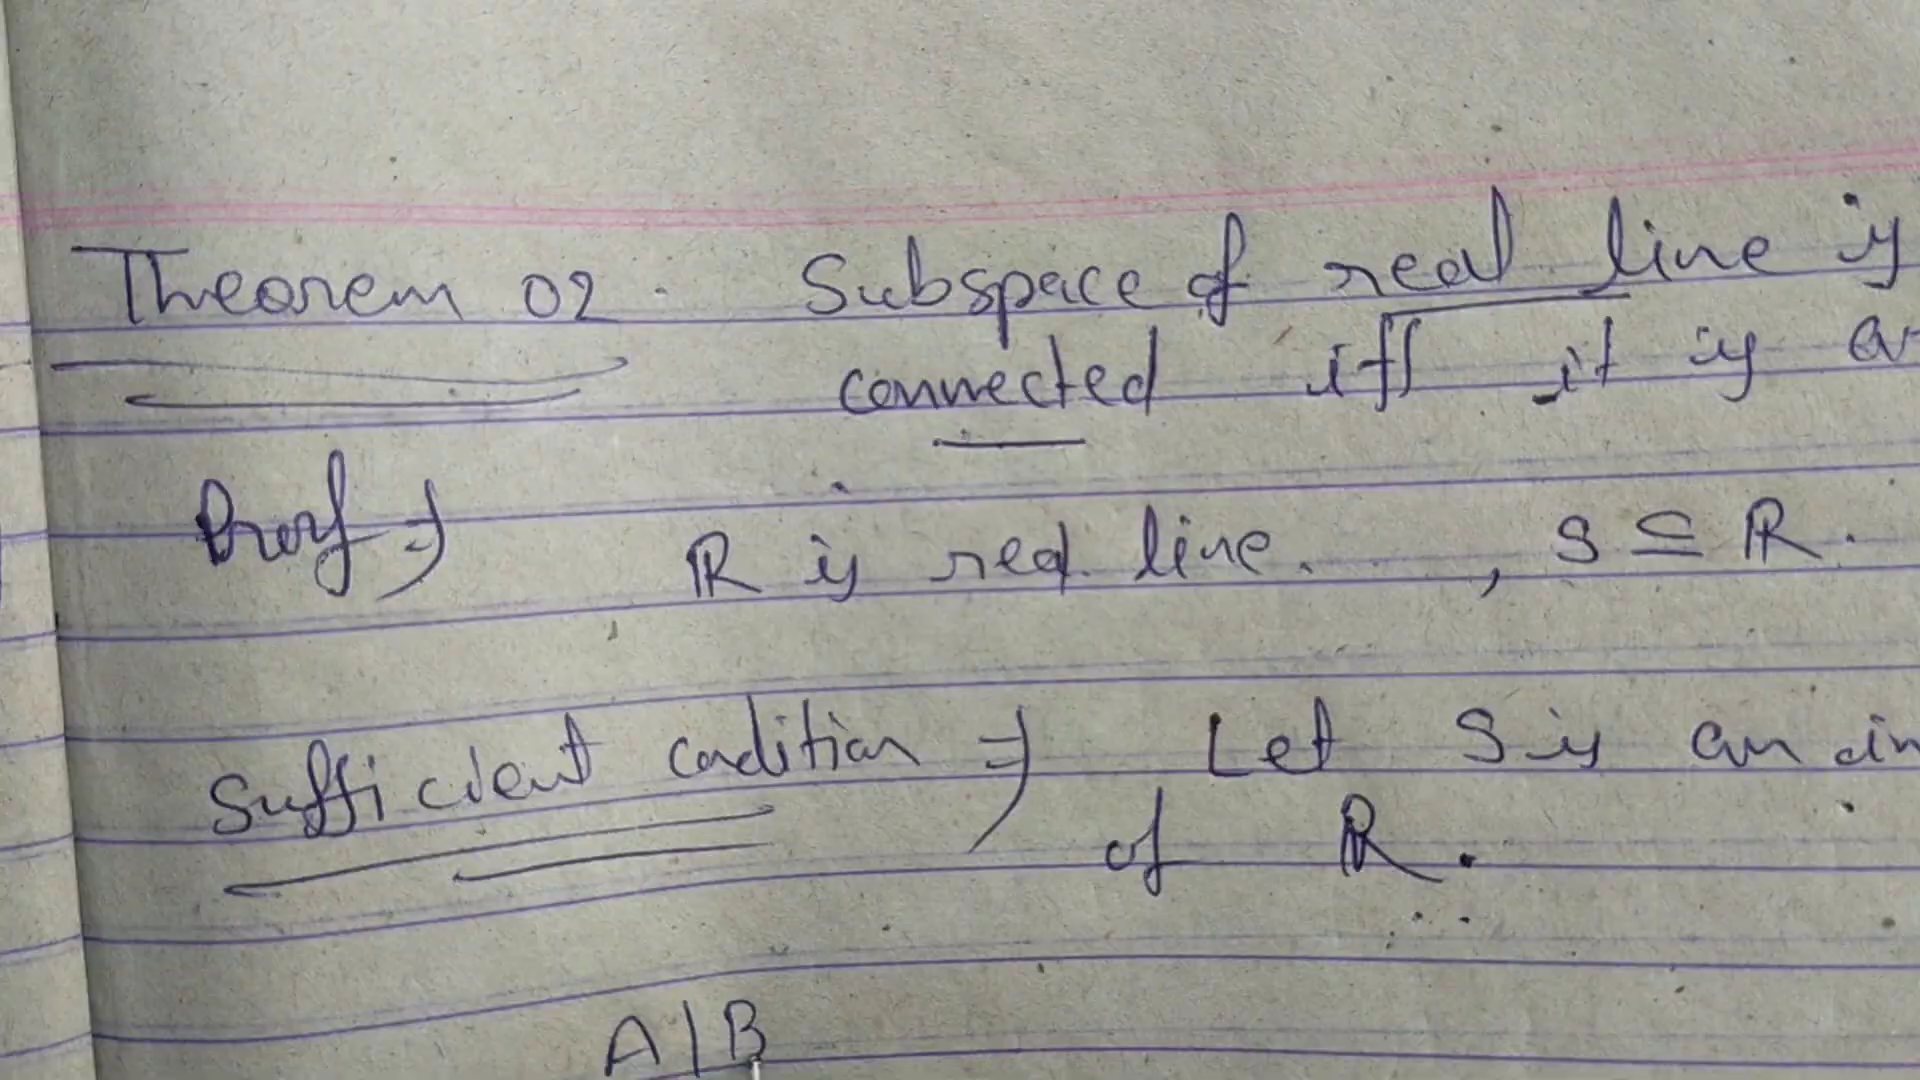 Theorem 02. Subspace of real line is
connected iff it is
Proof ⇒ R is real line. , S ⊆ R.
Sufficient condition ⇒ Let S is an in
of R.
A|B